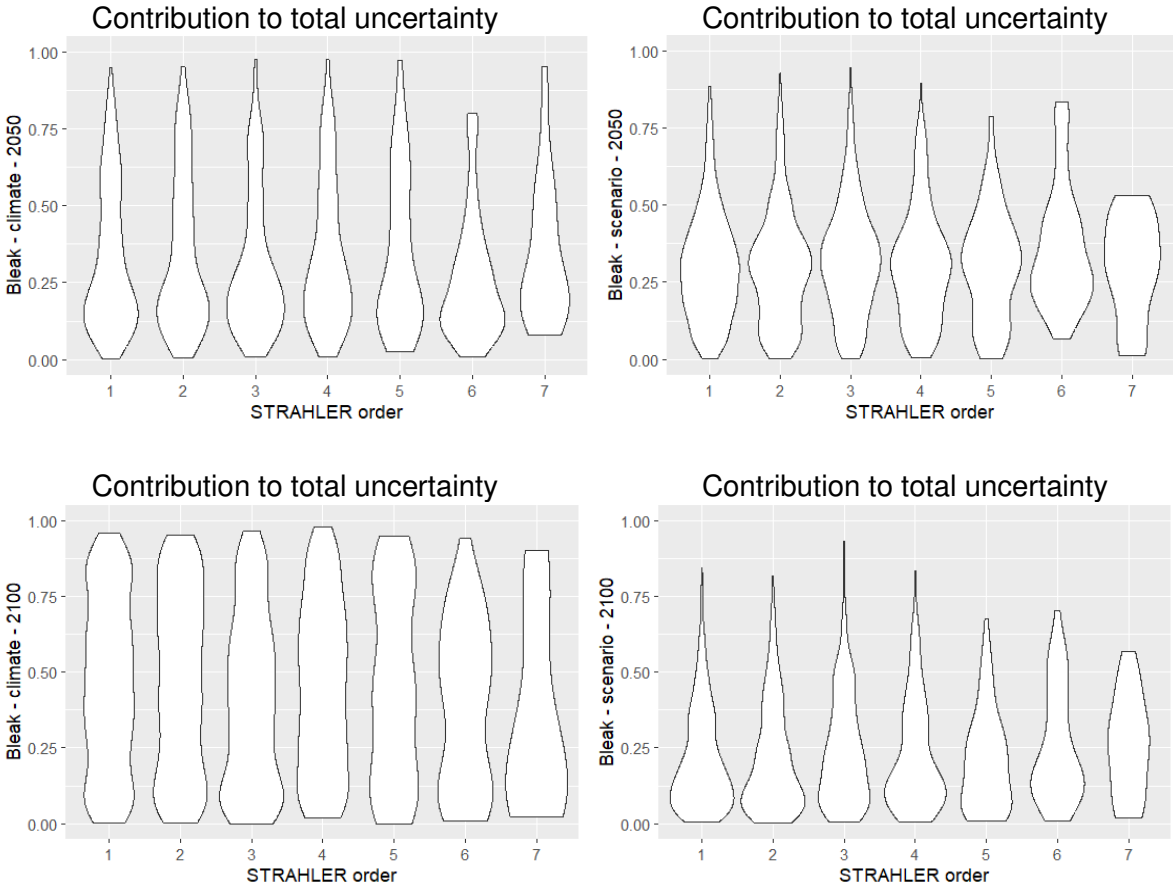 Contribution to total uncertainty
Bleak - climate - 2050
1.00
0.75
0.50
0.25
0.00
1 2 3 4 5 6 7
STRAHLER order
Contribution to total uncertainty
Bleak - scenario - 2050
1.00
0.75
0.50
0.25
0.00
1 2 3 4 5 6 7
STRAHLER order
Contribution to total uncertainty
Bleak - climate - 2100
1.00
0.75
0.50
0.25
0.00
1 2 3 4 5 6 7
STRAHLER order
Contribution to total uncertainty
Bleak - scenario - 2100
1.00
0.75
0.50
0.25
0.00
1 2 3 4 5 6 7
STRAHLER order